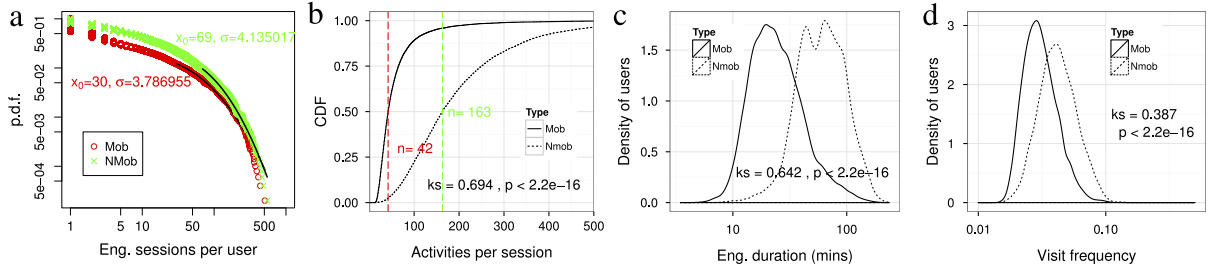 a
p.d.f.
5e−01
5e−02
5e−03
5e−04
x0=69, σ=4.135017
x0=30, σ=3.786955
Mob
NMob
1
5
10
50
500
Eng. sessions per user
b
CDF
1.00
0.75
0.50
0.25
0.00
n= 163
n= 42
Type
Mob
Nmob
ks = 0.694 , p < 2.2e−16
100
200
300
400
500
Activities per session
c
Density of users
1.5
1.0
0.5
0.0
Type
Mob
Nmob
ks = 0.642 , p < 2.2e−16
10
100
Eng. duration (mins)
d
Density of users
3
2
1
0
Type
Mob
Nmob
ks = 0.387
p < 2.2e−16
0.01
0.10
Visit frequency